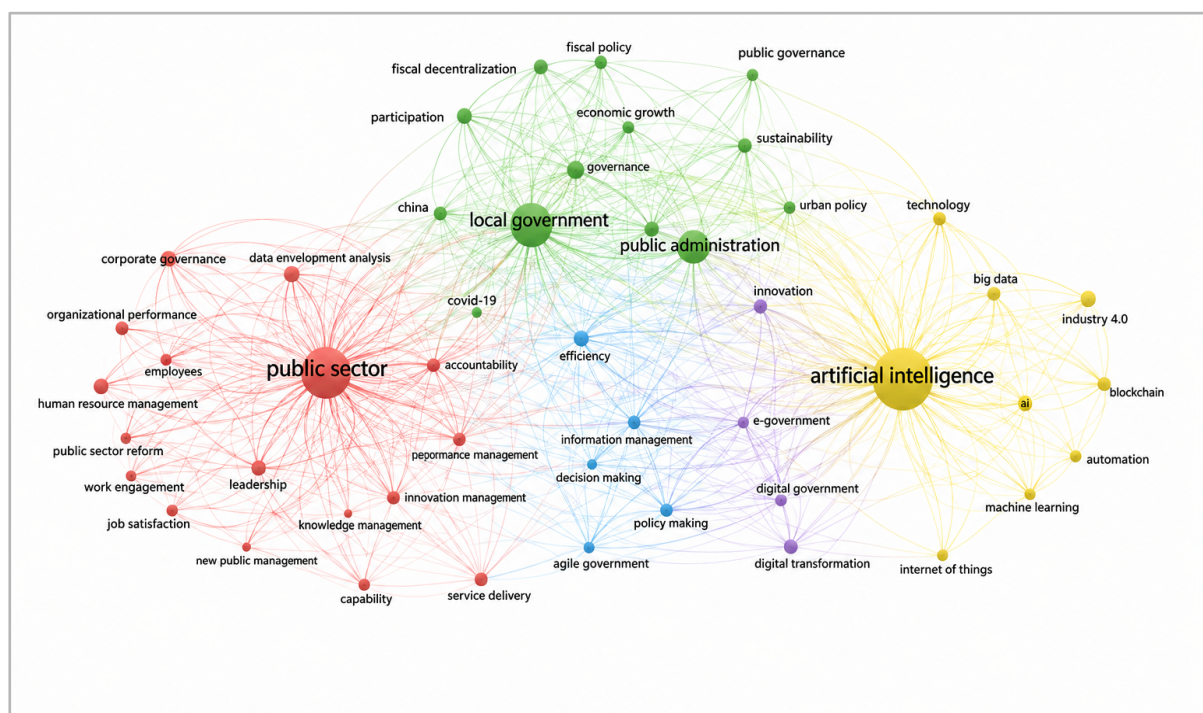 fiscal policy
public governance
fiscal decentralization
economic growth
participation
sustainability
governance
china
local government
urban policy
technology
public administration
corporate governance
data envelopment analysis
big data
innovation
covid-19
organizational performance
industry 4.0
efficiency
employees
public sector
accountability
artificial intelligence
blockchain
human resource management
ai
e-government
information management
public sector reform
pepormance management
automation
decision making
work engagement
leadership
digital government
innovation management
machine learning
job satisfaction
knowledge management
policy making
new public management
agile government
digital transformation
internet of things
capability
service delivery